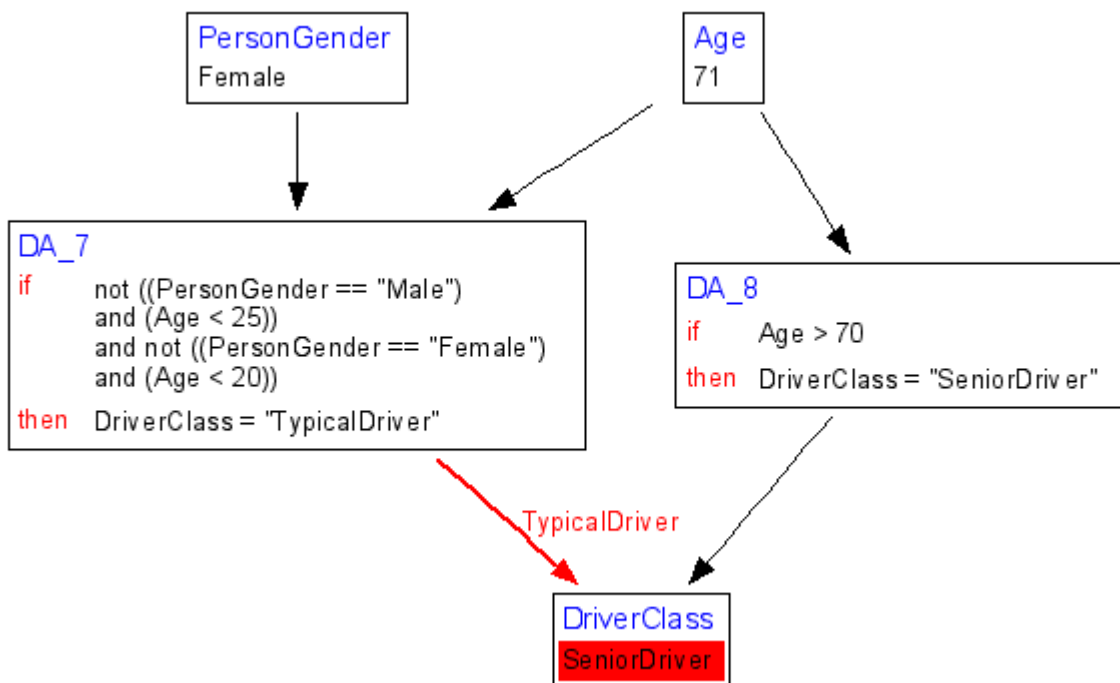 PersonGender
Female
Age
71
DA_7
if not ((PersonGender == "Male")
and (Age < 25))
and not ((PersonGender == "Female")
and (Age < 20))
then DriverClass = "TypicalDriver"
DA_8
if Age > 70
then DriverClass = "SeniorDriver"
TypicalDriver
DriverClass
SeniorDriver